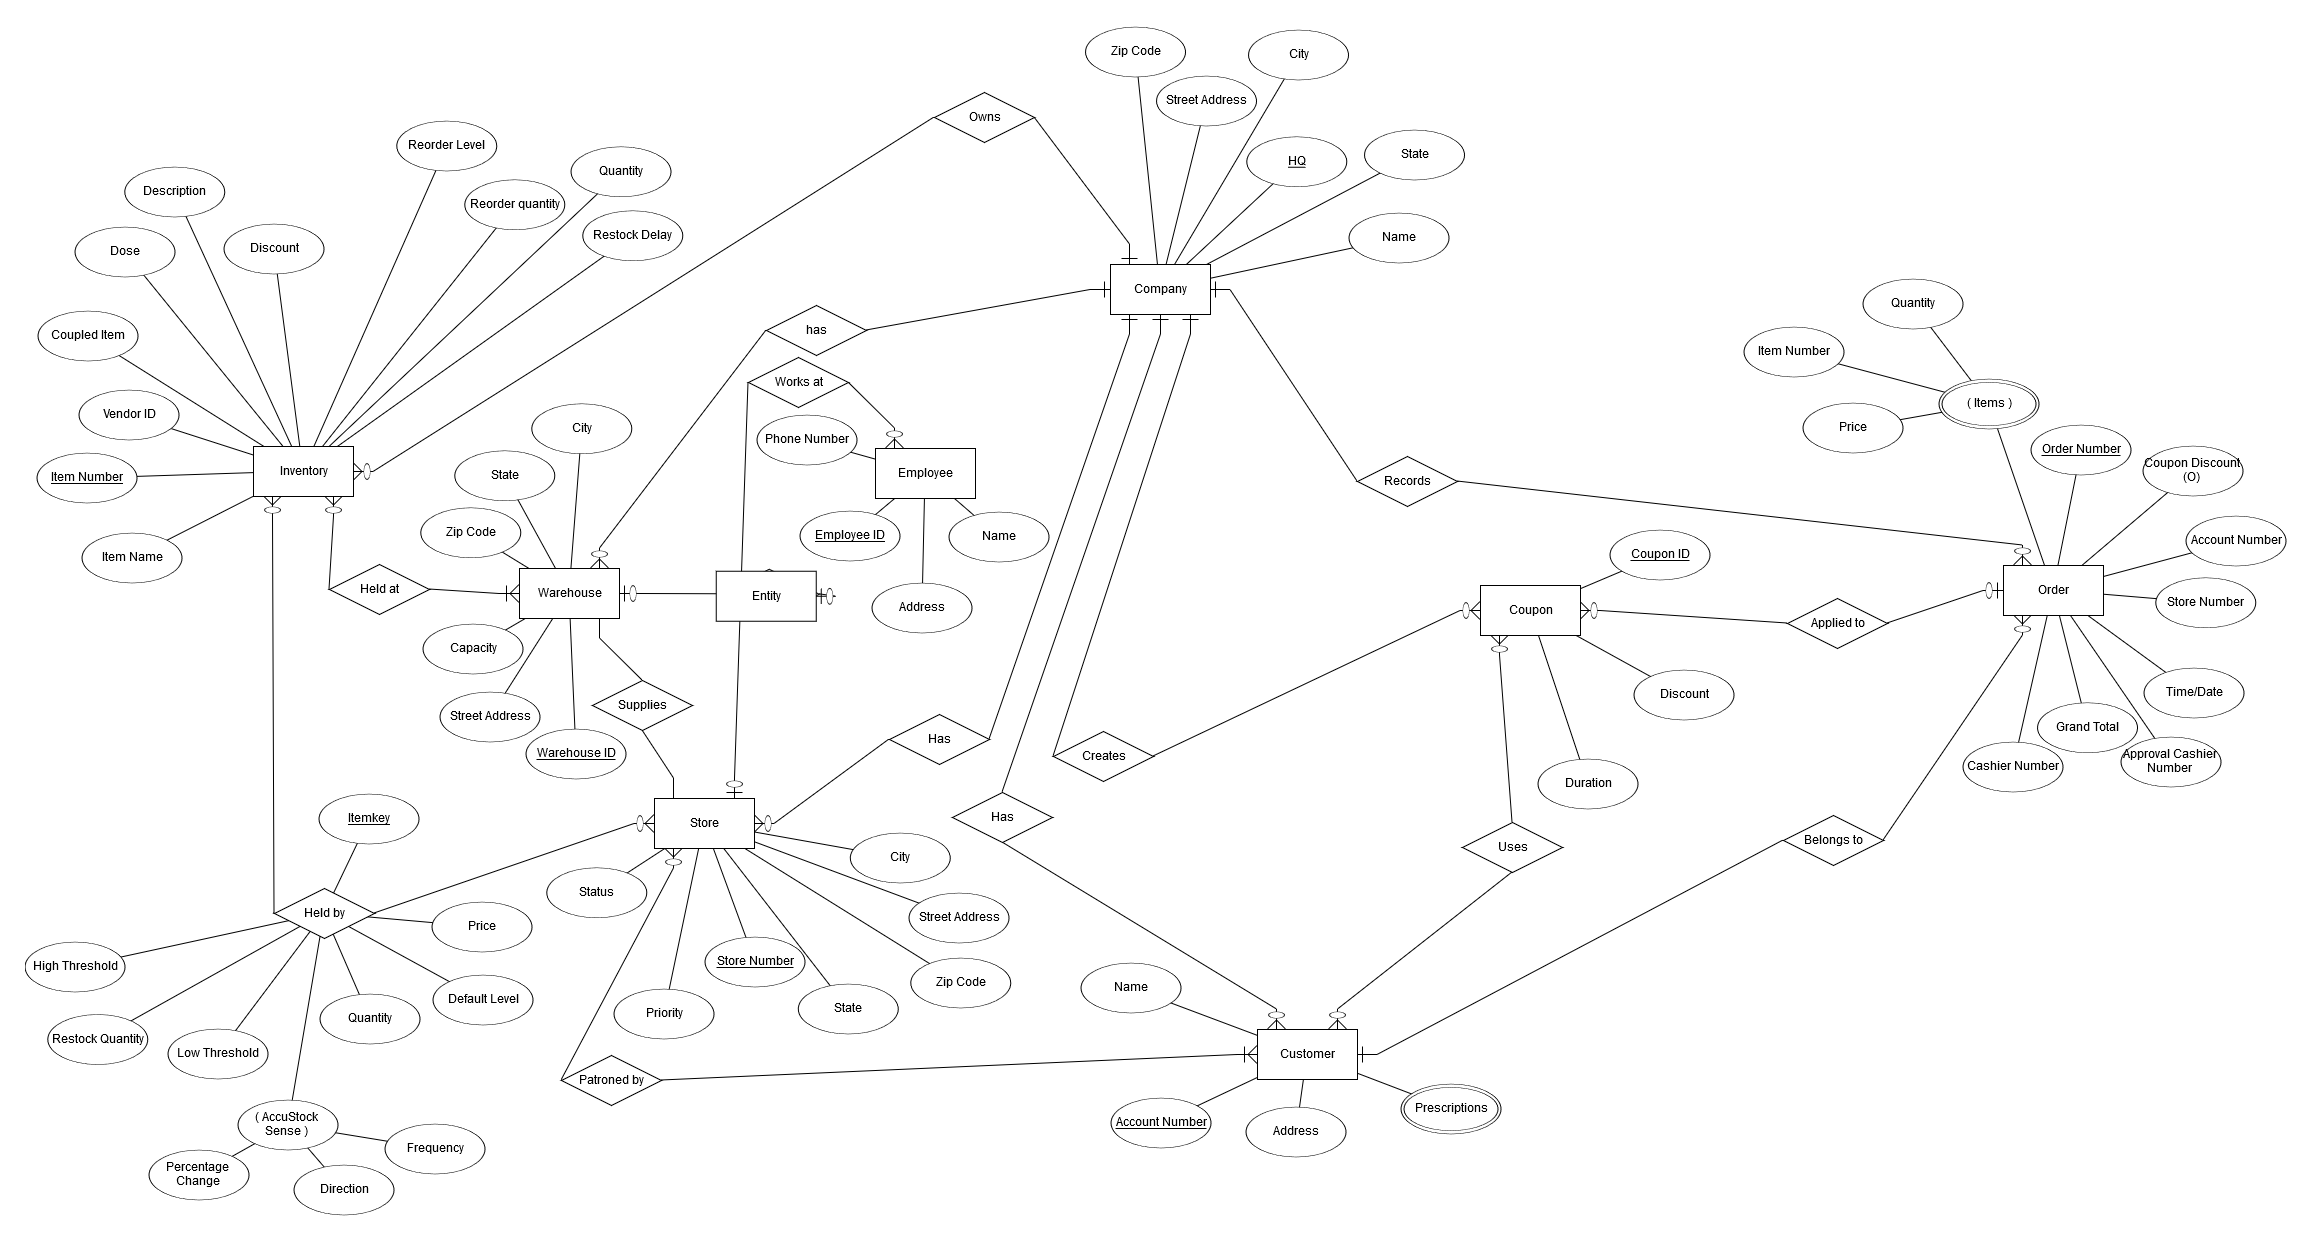 Zip Code
City
Street Address
Owns
Reorder Level
HQ
State
Quantity
Description
Reorder quantity
Restock Delay
Name
Dose
Discount
Company
Quantity
has
Coupled Item
Item Number
Works at
( Items )
Vendor ID
City
Phone Number
Price
Order Number
Inventory
Employee
Coupon Discount
(O)
Item Number
State
Records
Zip Code
Employee ID
Name
Account Number
Item Name
Coupon ID
Held at
Warehouse
Entity
Address
Coupon
Order
Store Number
Applied to
Capacity
Time/Date
Discount
Supplies
Street Address
Grand Total
Has
Warehouse ID
Creates
Cashier Number
Approval Cashier
Number
Duration
Itemkey
Store
Has
Belongs to
Uses
City
Status
Held by
Price
Street Address
High Threshold
Store Number
Zip Code
Name
Default Level
State
Priority
Quantity
Restock Quantity
Low Threshold
Customer
Patroned by
Prescriptions
( AccuStock
Sense )
Account Number
Address
Frequency
Percentage
Change
Direction